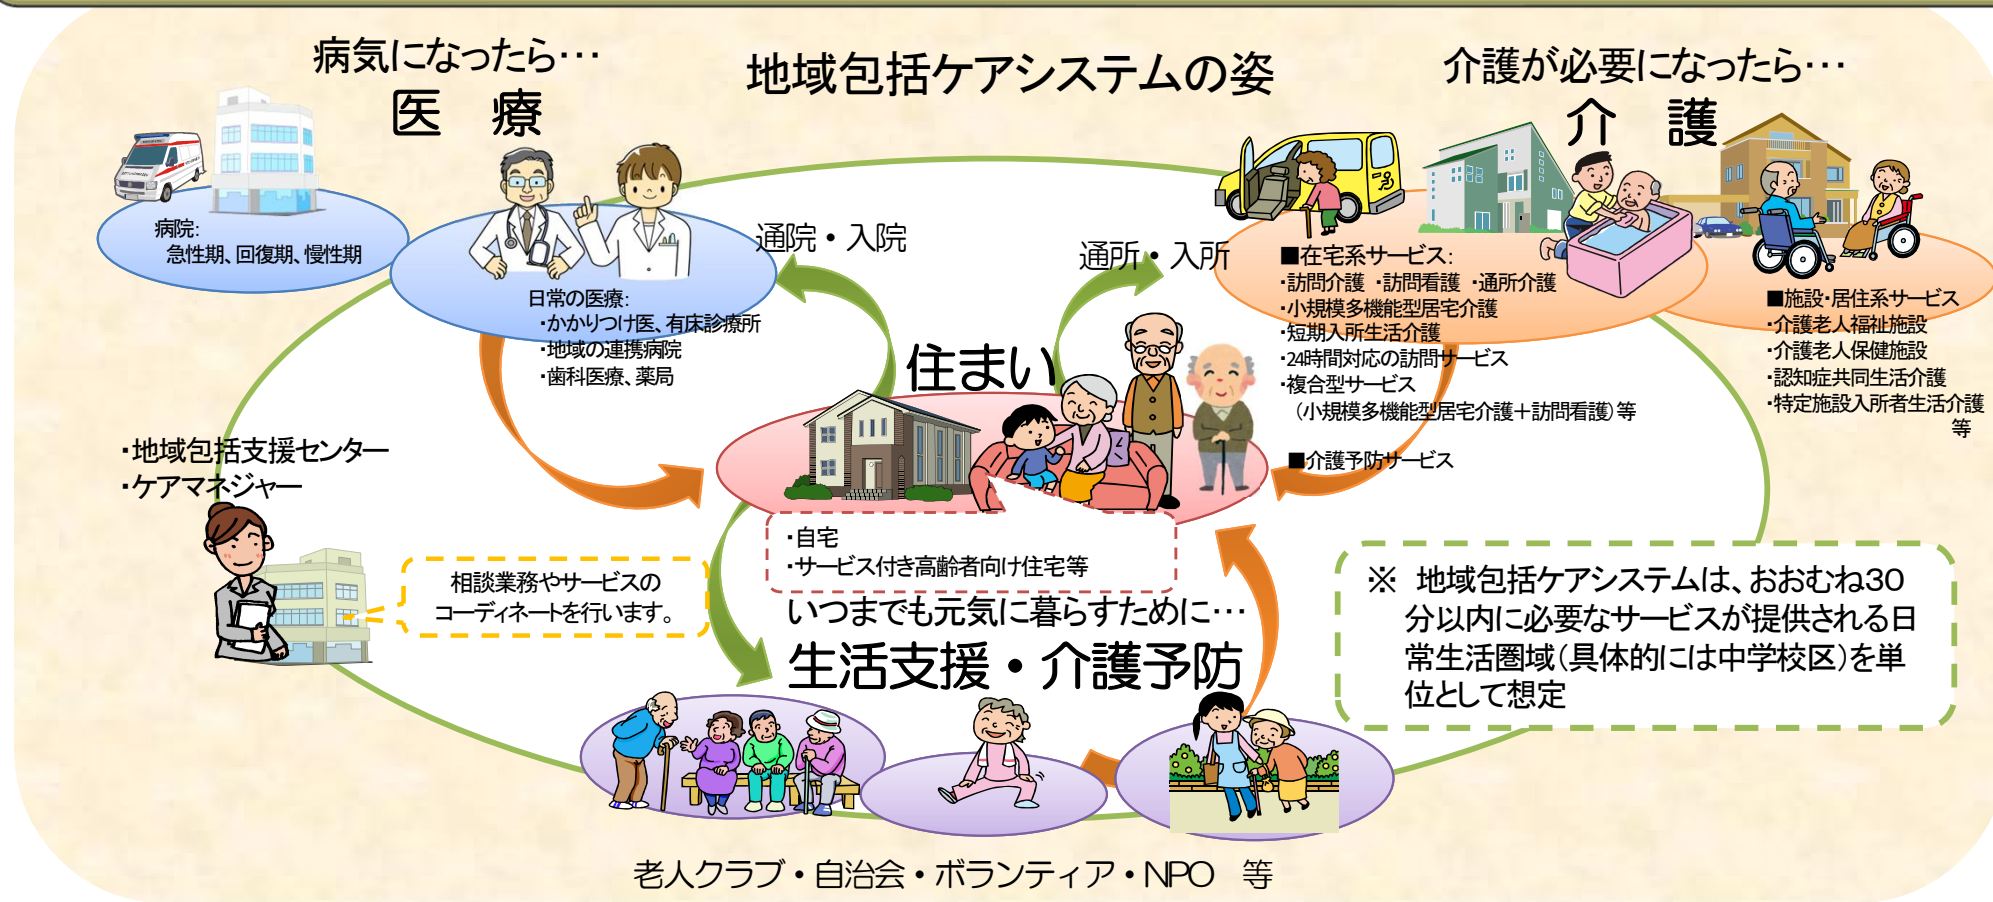 地域包括ケアシステムの姿
病気になったら…
医 療
病院:
急性期、回復期、慢性期
日常の医療:
・かかりつけ医、有床診療所
・地域の連携病院
・歯科医療、薬局
通院・入院
通所・入所
介護が必要になったら…
介 護
■在宅系サービス:
・訪問介護 ・訪問看護 ・通所介護
・小規模多機能型居宅介護
・短期入所生活介護
・24時間対応の訪問サービス
・複合型サービス
（小規模多機能型居宅介護＋訪問看護）等
■介護予防サービス
■施設・居住系サービス
・介護老人福祉施設
・介護老人保健施設
・認知症共同生活介護
・特定施設入所者生活介護
等
住まい
・自宅
・サービス付き高齢者向け住宅等
・地域包括支援センター
・ケアマネジャー
相談業務やサービスの
コーディネートを行います。
いつまでも元気に暮らすために…
生活支援・介護予防
※ 地域包括ケアシステムは、おおむね30
分以内に必要なサービスが提供される日
常生活圏域（具体的には中学校区）を単
位として想定
老人クラブ・自治会・ボランティア・NPO 等